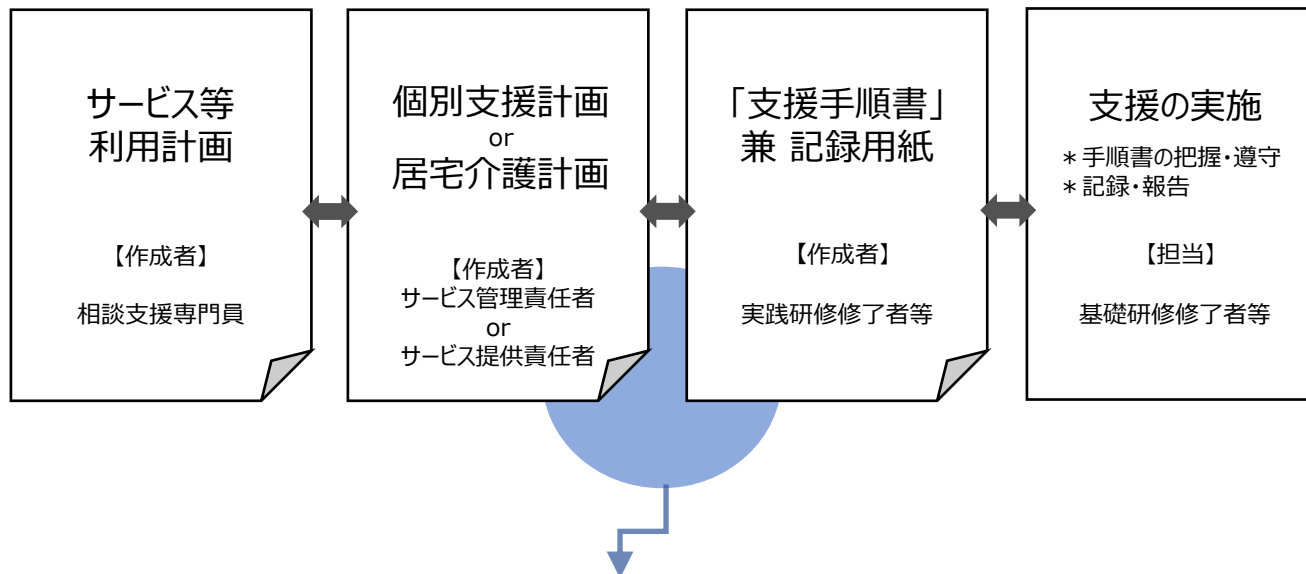 サービス等
利用計画
【作成者】
相談支援専門員
個別支援計画
or
居宅介護計画
【作成者】
サービス管理責任者
or
サービス提供責任者
「支援手順書」
兼 記録用紙
【作成者】
実践研修修了者等
支援の実施
＊手順書の把握・遵守
＊記録・報告
【担当】
基礎研修修了者等